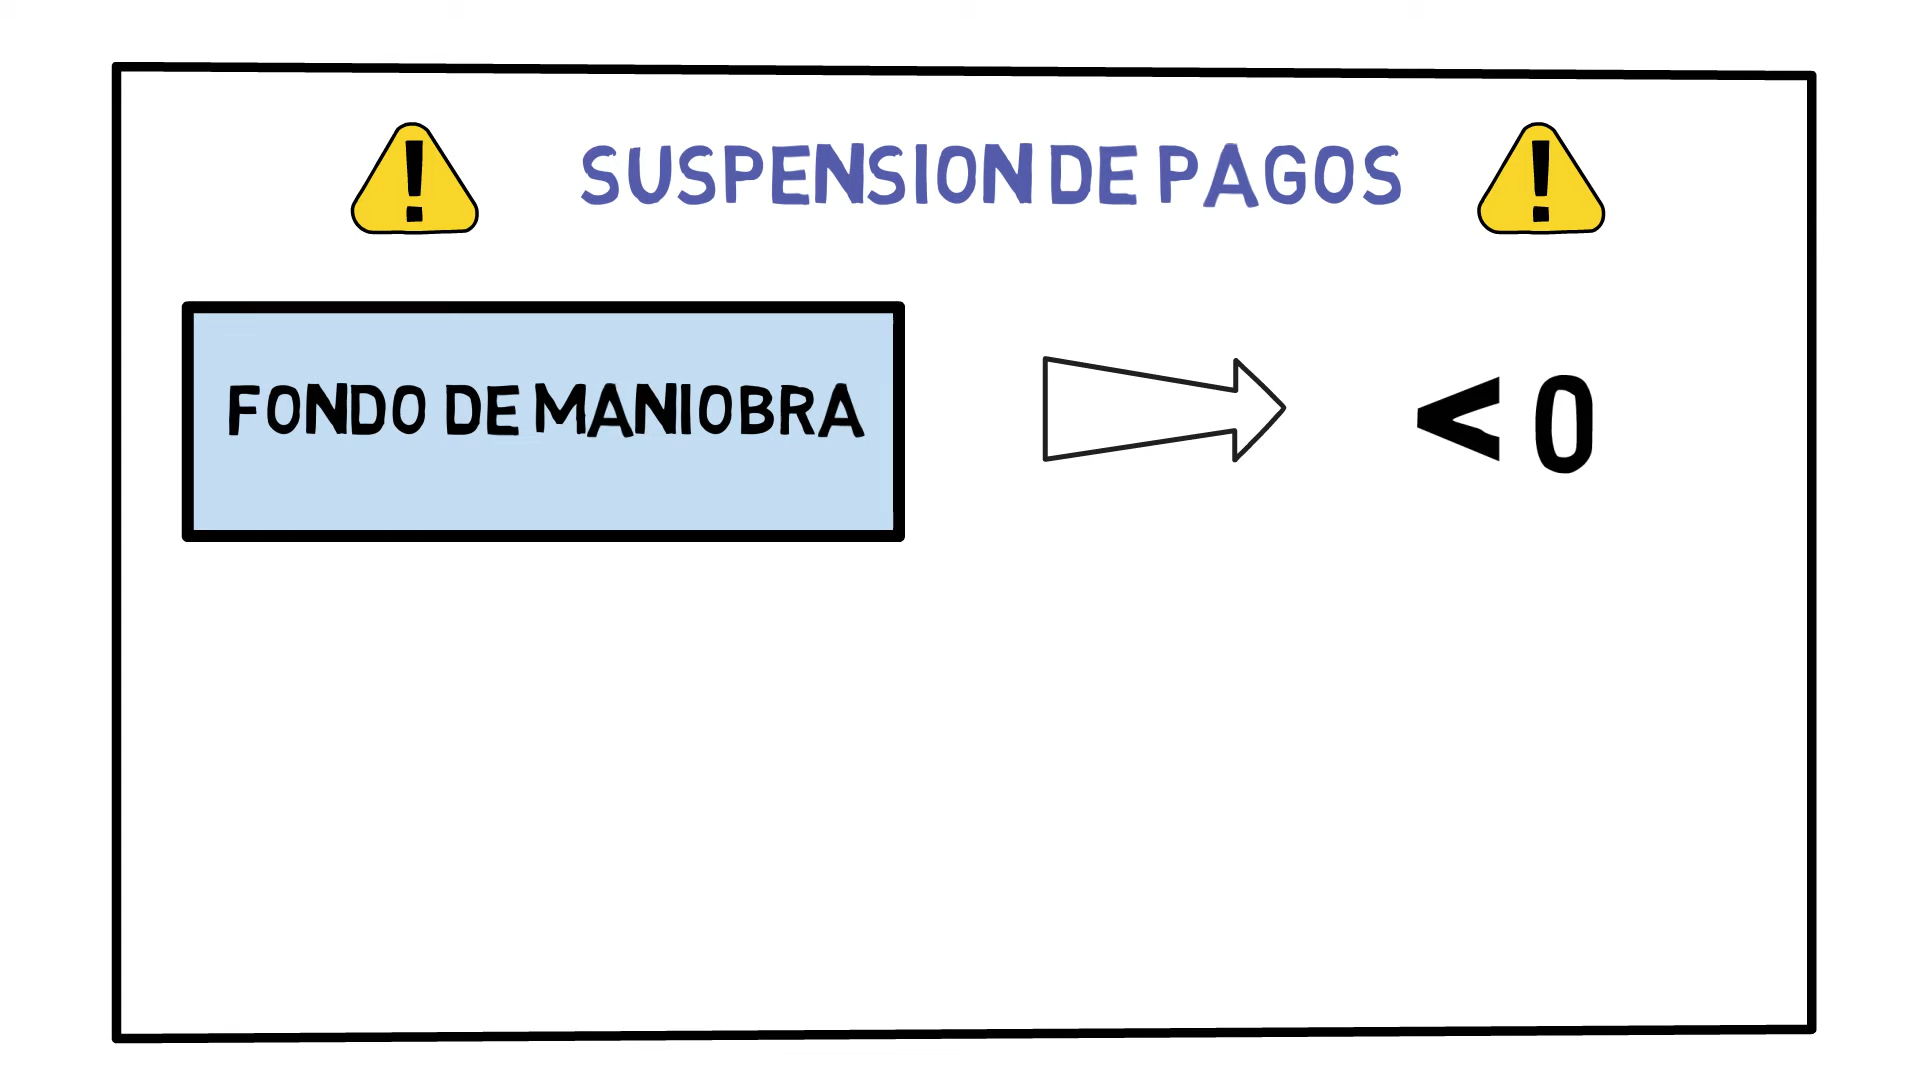 ! SUSPENSION DE PAGOS !
FONDO DE MANIOBRA < 0